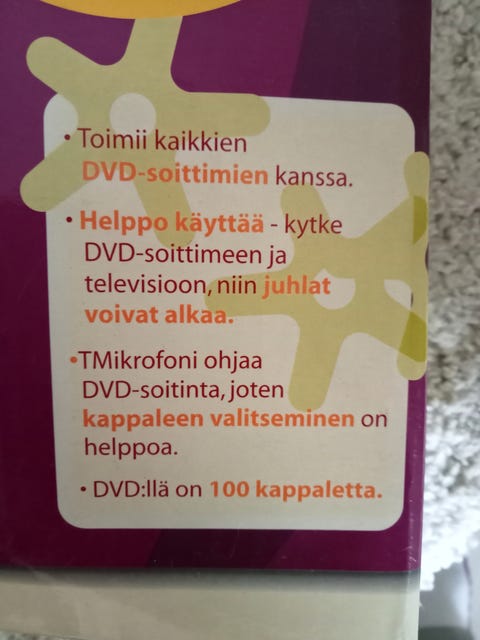 • Toimii kaikkien
DVD-soittimien kanssa.
• Helppo käyttää - kytke
DVD-soittimeen ja
televisioon, niin juhlat
voivat alkaa.
•TMikrofoni ohjaa
DVD-soitinta, joten
kappaleen valitseminen on
helppoa.
• DVD:llä on 100 kappaletta.